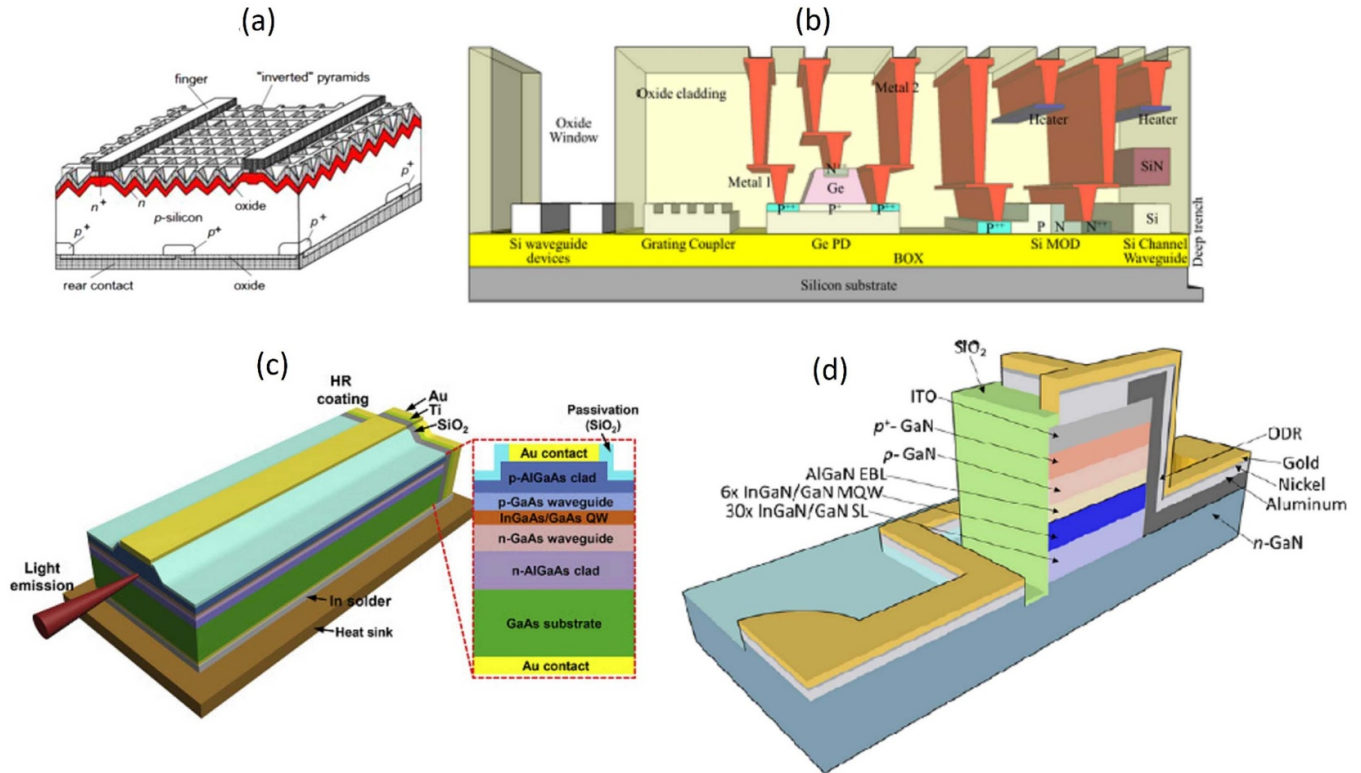 (a)
finger
"inverted" pyramids
n+
n
oxide
p-silicon
p+
p+
p+
p+
rear contact
oxide
(b)
Oxide cladding
Oxide
Window
Metal 2
Heater
Heater
N++
Metal 1
Ge
SiN
P++
P+
P++
P++
P
N
N++
Si
Si waveguide
devices
Grating Coupler
Ge PD
BOX
Si MOD
Si Channel
Waveguide
Deep trench
Silicon substrate
(c)
HR
coating
Au
Ti
SiO₂
Passivation
(SiO₂)
Au contact
p-AlGaAs clad
p-GaAs waveguide
InGaAs/GaAs QW
n-GaAs waveguide
n-AlGaAs clad
GaAs substrate
Au contact
Light
emission
In solder
Heat sink
(d)
SiO₂
ITO
p⁺- GaN
p- GaN
AlGaN EBL
6x InGaN/GaN MQW
30x InGaN/GaN SL
ODR
Gold
Nickel
Aluminum
n-GaN